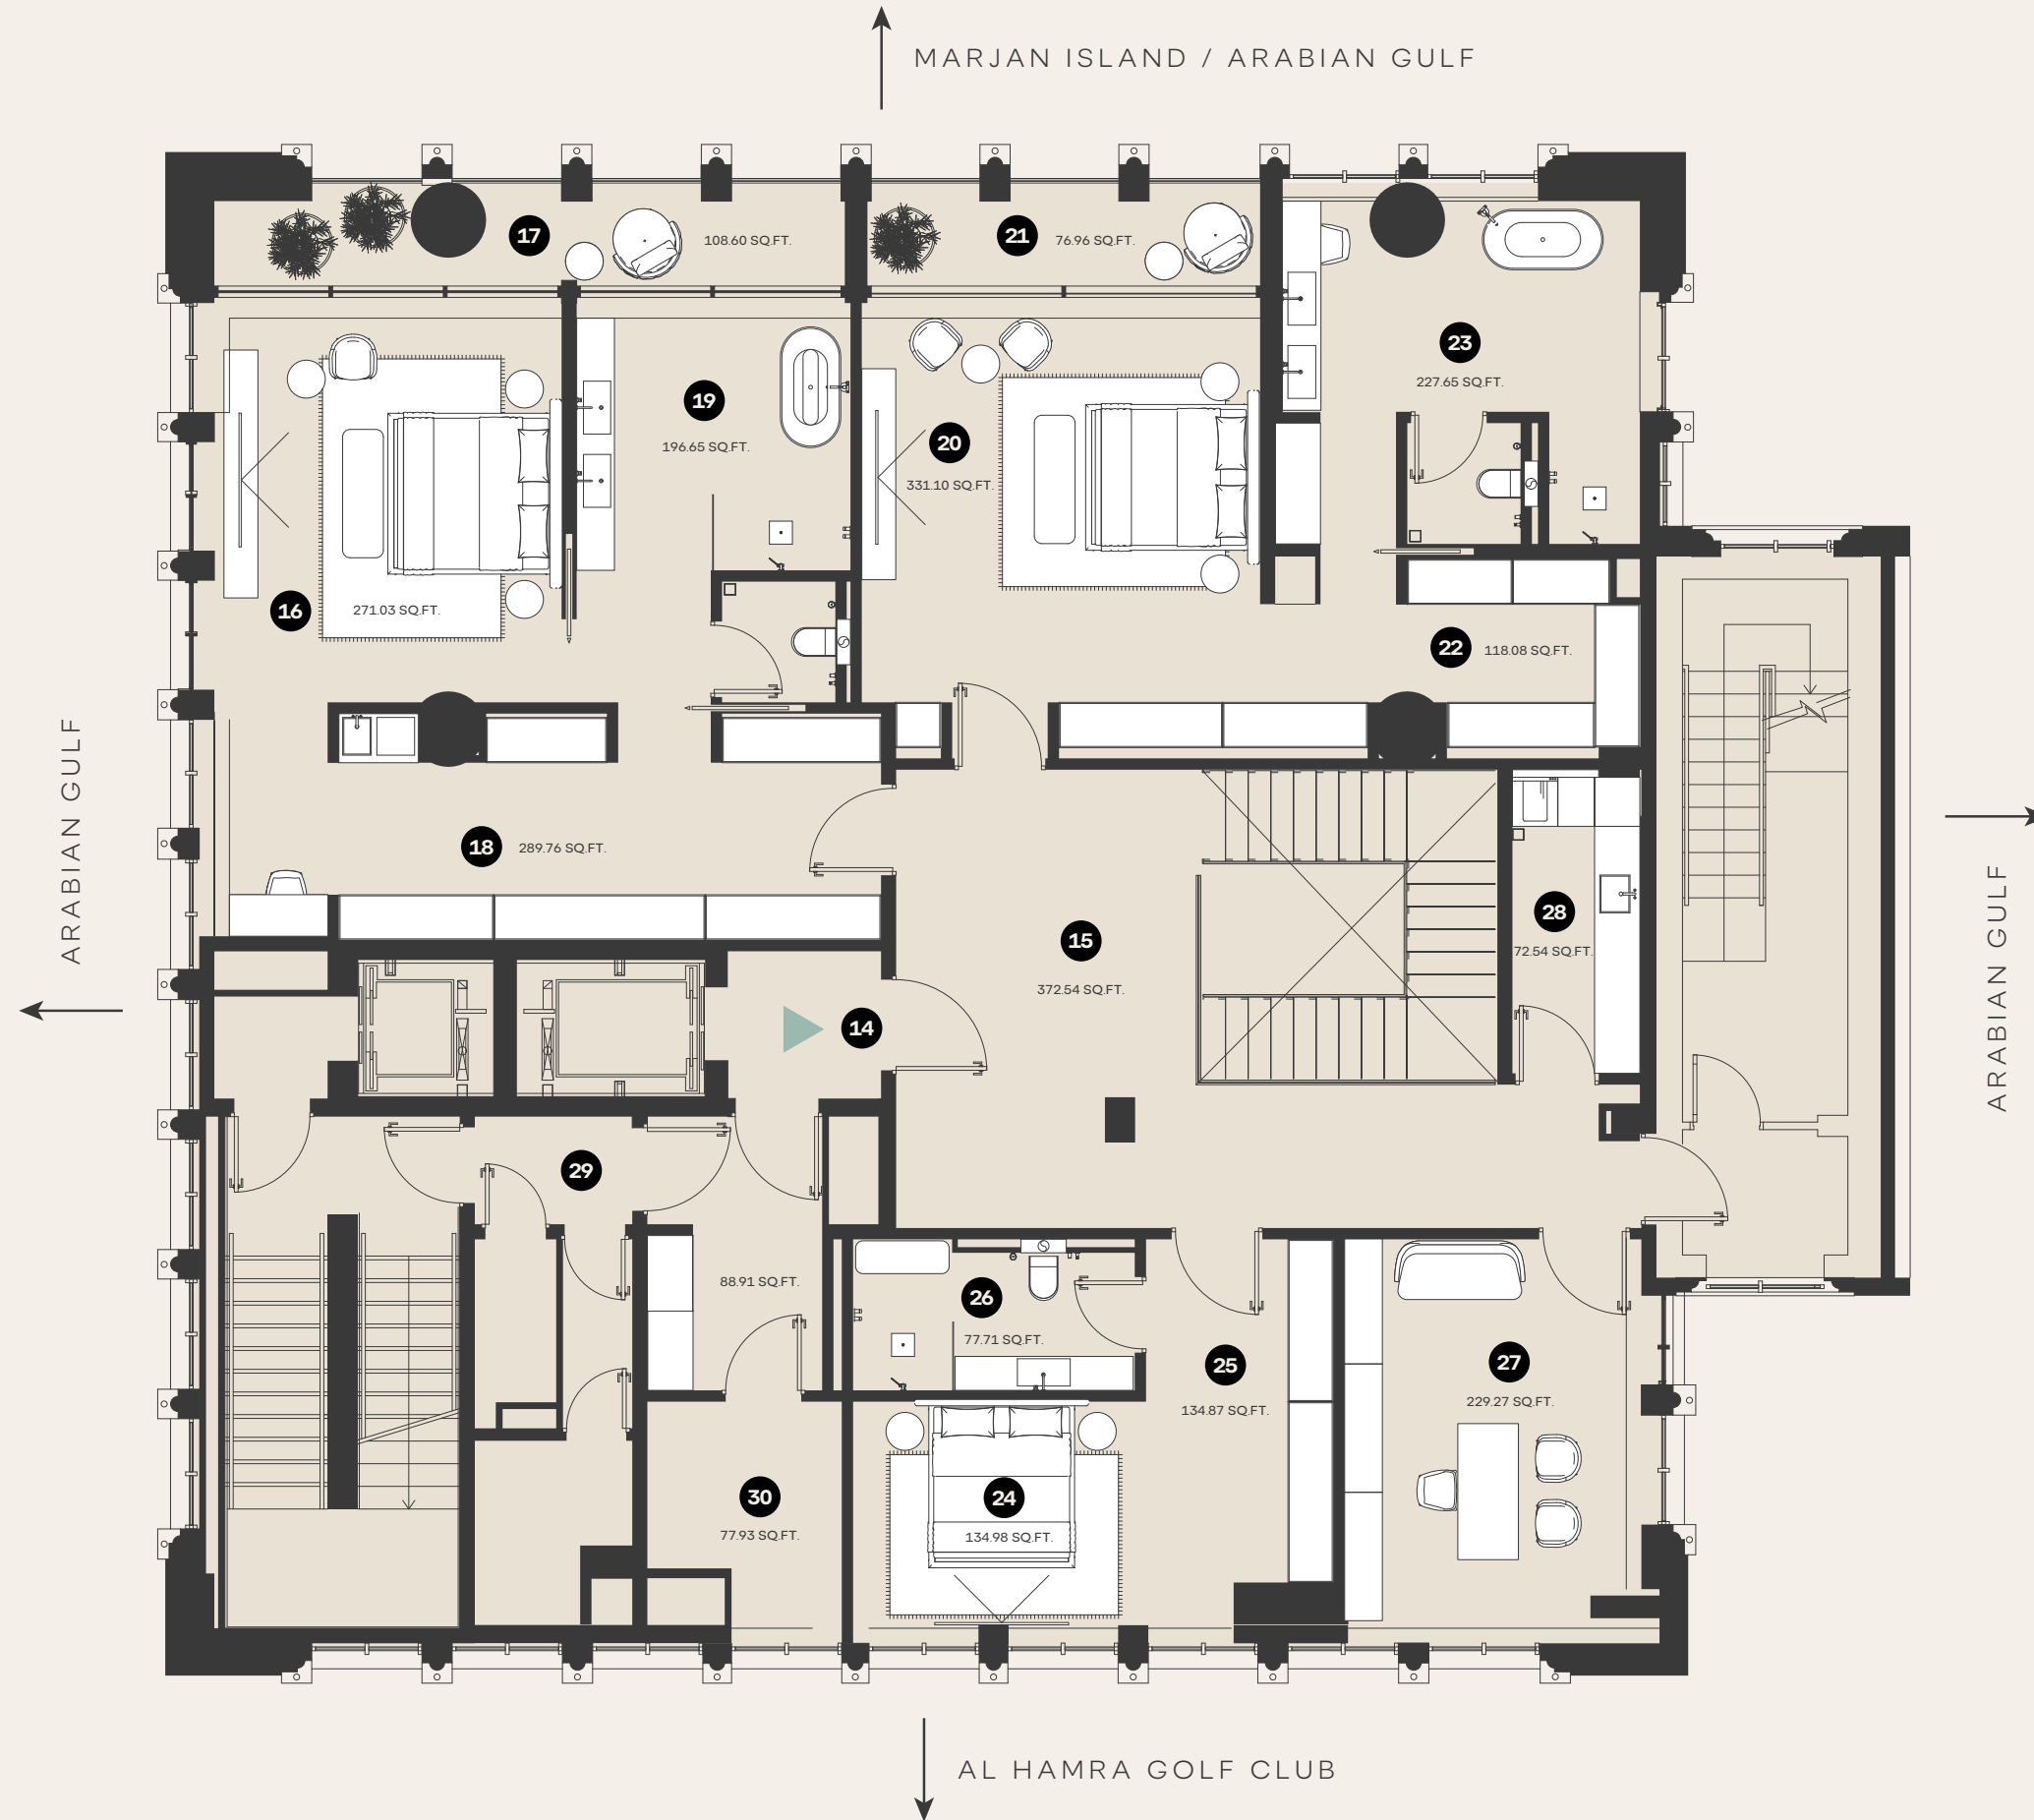 MARJAN ISLAND / ARABIAN GULF
17
108.60 SQ.FT.
21
76.96 SQ.FT.
23
227.65 SQ.FT.
19
196.65 SQ.FT.
20
331.10 SQ.FT.
16
271.03 SQ.FT.
22
118.08 SQ.FT.
ARABIAN GULF
18
289.76 SQ.FT.
28
72.54 SQ.FT.
15
372.54 SQ.FT.
14
ARABIAN GULF
29
88.91 SQ.FT.
26
77.71 SQ.FT.
25
134.87 SQ.FT.
27
229.27 SQ.FT.
30
77.93 SQ.FT.
24
134.98 SQ.FT.
AL HAMRA GOLF CLUB